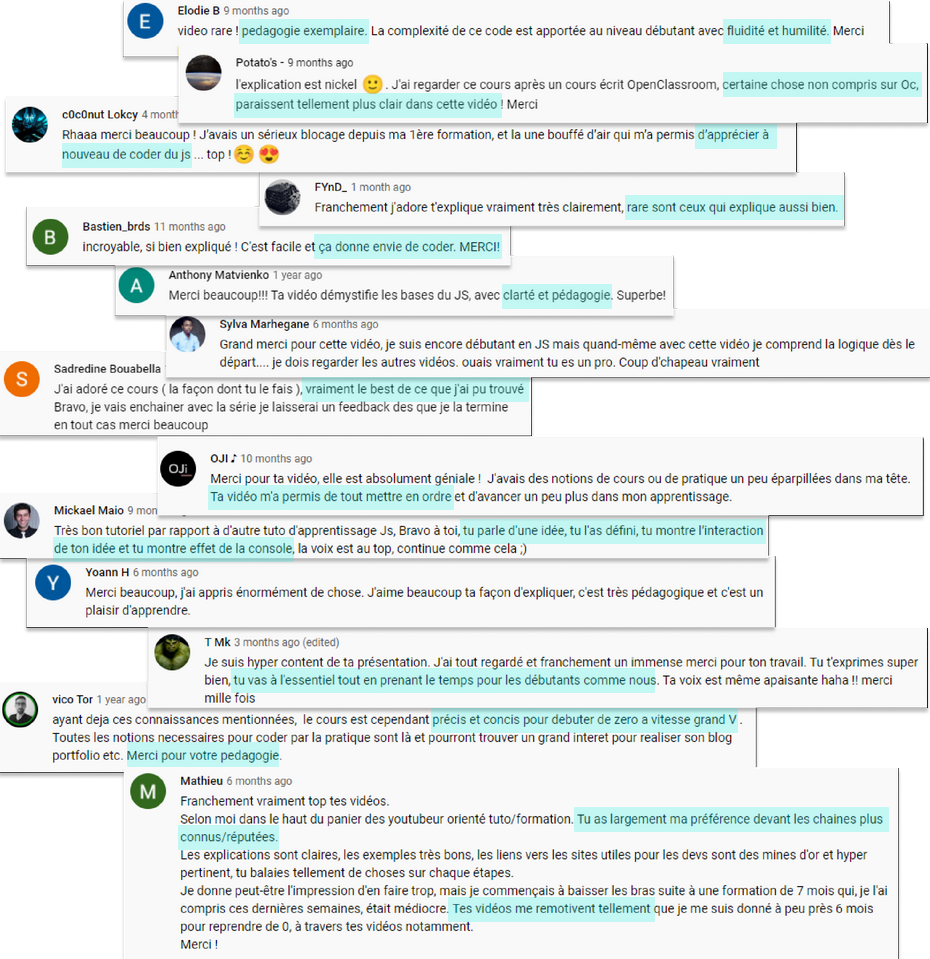 Elodie B 9 months ago
video rare ! pedagogie exemplaire. La complexité de ce code est apportée au niveau débutant avec fluidité et humilité. Merci
Potato's - 9 months ago
l'explication est nickel 🙂 . J'ai regarder ce cours après un cours écrit OpenClassroom, certaine chose non compris sur Oc,
paraissent tellement plus clair dans cette vidéo ! Merci
c0c0nut Lokcy 4 month
Rhaaa merci beaucoup ! J'avais un sérieux blocage depuis ma 1ère formation, et la une bouffé d'air qui m'a permis d'apprécier à
nouveau de coder du js ... top ! ☺️ 😍
FYnD_ 1 month ago
Franchement j'adore t'explique vraiment très clairement, rare sont ceux qui explique aussi bien.
B
Bastien_brds 11 months ago
incroyable, si bien expliqué ! C'est facile et ça donne envie de coder. MERCI!
A
Anthony Matvienko 1 year ago
Merci beaucoup!!! Ta vidéo démystifie les bases du JS, avec clarté et pédagogie. Superbe!
Sylva Marhegane 6 months ago
Grand merci pour cette vidéo, je suis encore débutant en JS mais quand-même avec cette vidéo je comprend la logique dès le
départ.... je dois regarder les autres vidéos. ouais vraiment tu es un pro. Coup d'chapeau vraiment
S
Sadredine Bouabella
J'ai adoré ce cours ( la façon dont tu le fais ), vraiment le best de ce que j'ai pu trouvé
Bravo, je vais enchainer avec la série je laisserai un feedback des que je la termine
en tout cas merci beaucoup
OJi
OJI ♪ 10 months ago
Merci pour ta vidéo, elle est absolument géniale ! J'avais des notions de cours ou de pratique un peu éparpillées dans ma tête.
Ta vidéo m'a permis de tout mettre en ordre et d'avancer un peu plus dans mon apprentissage.
Mickael Maio 9 mon
Très bon tutoriel par rapport à d'autre tuto d'apprentissage Js, Bravo à toi, tu parle d'une idée, tu l'as défini, tu montre l'interaction
de ton idée et tu montre effet de la console, la voix est au top, continue comme cela ;)
Y
Yoann H 6 months ago
Merci beaucoup, j'ai appris énormément de chose. J'aime beaucoup ta façon d'expliquer, c'est très pédagogique et c'est un
plaisir d'apprendre.
T Mk 3 months ago (edited)
Je suis hyper content de ta présentation. J'ai tout regardé et franchement un immense merci pour ton travail. Tu t'exprimes super
bien, tu vas à l'essentiel tout en prenant le temps pour les débutants comme nous. Ta voix est même apaisante haha !! merci
mille fois
vico Tor 1 year ago
ayant deja ces connaissances mentionnées, le cours est cependant précis et concis pour debuter de zero a vitesse grand V .
Toutes les notions necessaires pour coder par la pratique sont là et pourront trouver un grand interet pour realiser son blog
portfolio etc. Merci pour votre pedagogie.
M
Mathieu 6 months ago
Franchement vraiment top tes vidéos.
Selon moi dans le haut du panier des youtubeur orienté tuto/formation. Tu as largement ma préférence devant les chaines plus
connus/réputées.
Les explications sont claires, les exemples très bons, les liens vers les sites utiles pour les devs sont des mines d'or et hyper
pertinent, tu balaies tellement de choses sur chaque étapes.
Je donne peut-être l'impression d'en faire trop, mais je commençais à baisser les bras suite à une formation de 7 mois qui, je l'ai
compris ces dernières semaines, était médiocre. Tes vidéos me remotivent tellement que je me suis donné à peu près 6 mois
pour reprendre de 0, à travers tes vidéos notamment.
Merci !